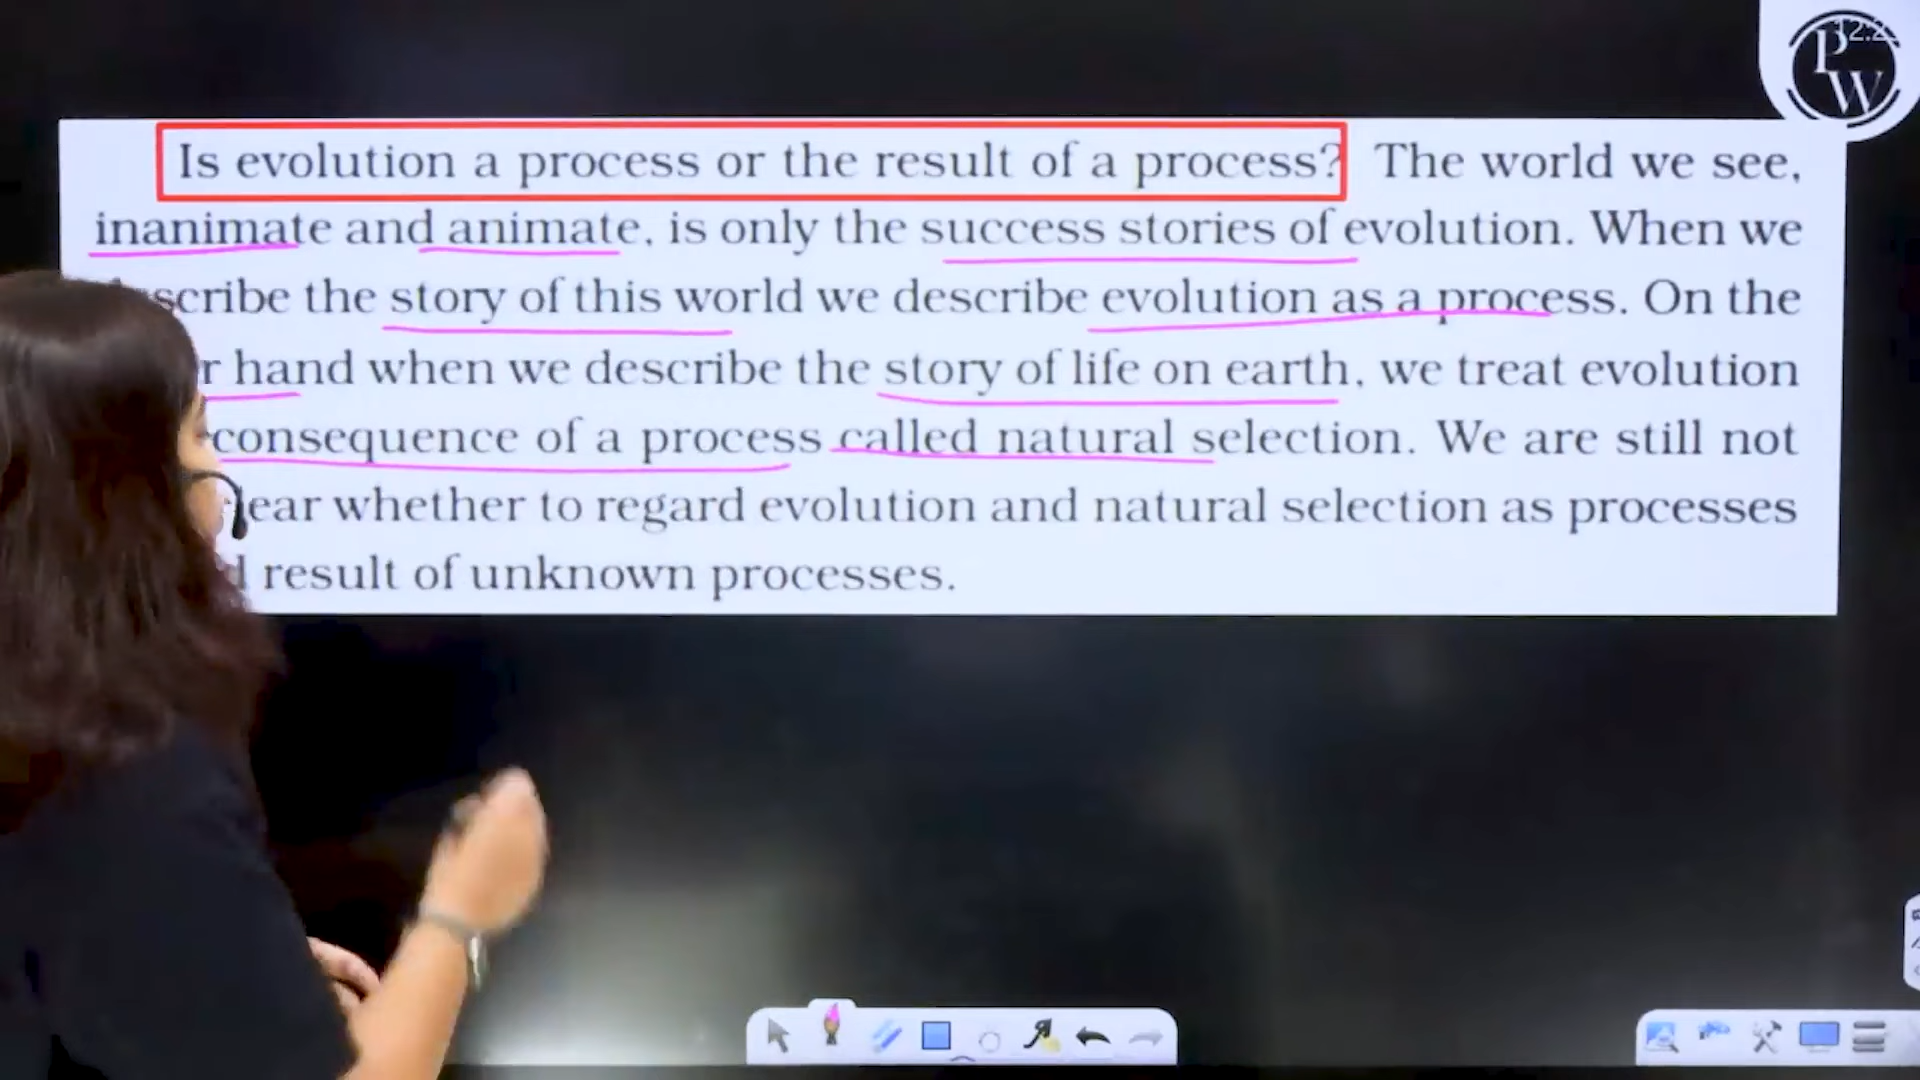 Is evolution a process or the result of a process? The world we see,
inanimate and animate, is only the success stories of evolution. When we
scribe the story of this world we describe evolution as a process. On the
r hand when we describe the story of life on earth, we treat evolution
consequence of a process called natural selection. We are still not
lear whether to regard evolution and natural selection as processes
result of unknown processes.
PW